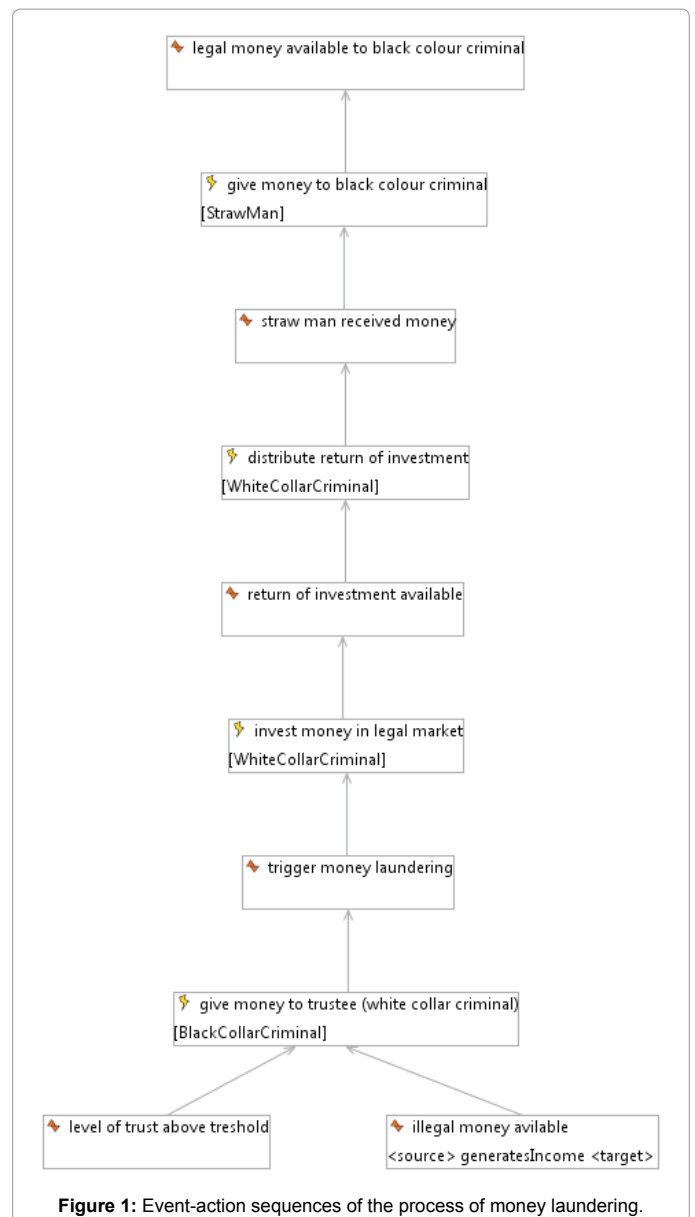 legal money available to black colour criminal
give money to black colour criminal
[StrawMan]
straw man received money
distribute return of investment
[WhiteCollarCriminal]
return of investment available
invest money in legal market
[WhiteCollarCriminal]
trigger money laundering
give money to trustee (white collar criminal)
[BlackCollarCriminal]
level of trust above treshold
illegal money avilable
<source> generatesIncome <target>
Figure 1: Event-action sequences of the process of money laundering.